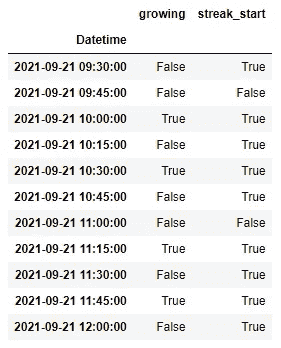 growing streak_start
Datetime
2021-09-21 09:30:00 False True
2021-09-21 09:45:00 False False
2021-09-21 10:00:00 True True
2021-09-21 10:15:00 False True
2021-09-21 10:30:00 True True
2021-09-21 10:45:00 False True
2021-09-21 11:00:00 False False
2021-09-21 11:15:00 True True
2021-09-21 11:30:00 False True
2021-09-21 11:45:00 True True
2021-09-21 12:00:00 False True